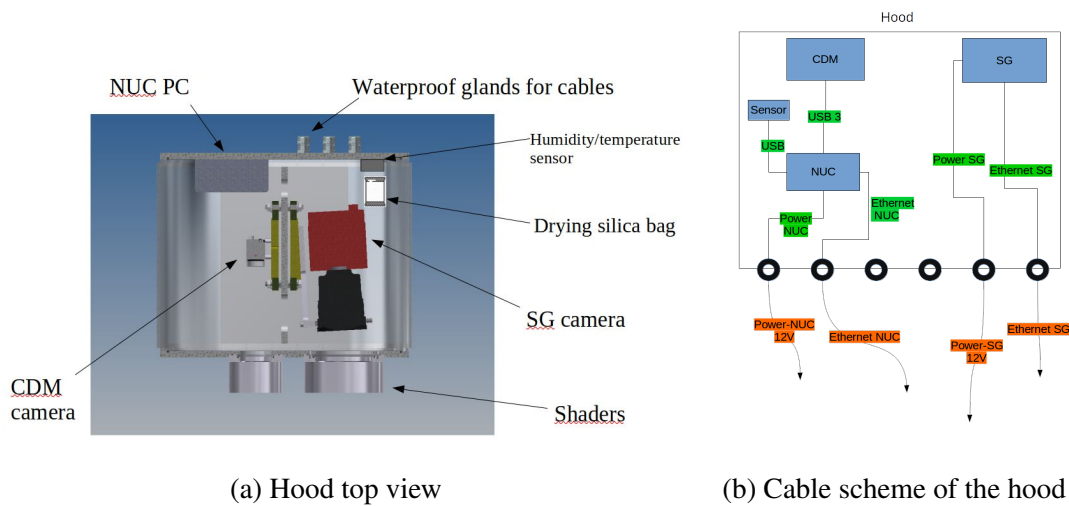 NUC PC
Waterproof glands for cables
Humidity/temperature
sensor
Drying silica bag
SG camera
CDM
camera
Shaders
(a) Hood top view
Hood
CDM
SG
Sensor
USB 3
USB
NUC
Power SG
Ethernet SG
Ethernet
NUC
Power
NUC
Power-NUC
12V
Ethernet NUC
Power-SG
12V
Ethernet SG
(b) Cable scheme of the hood